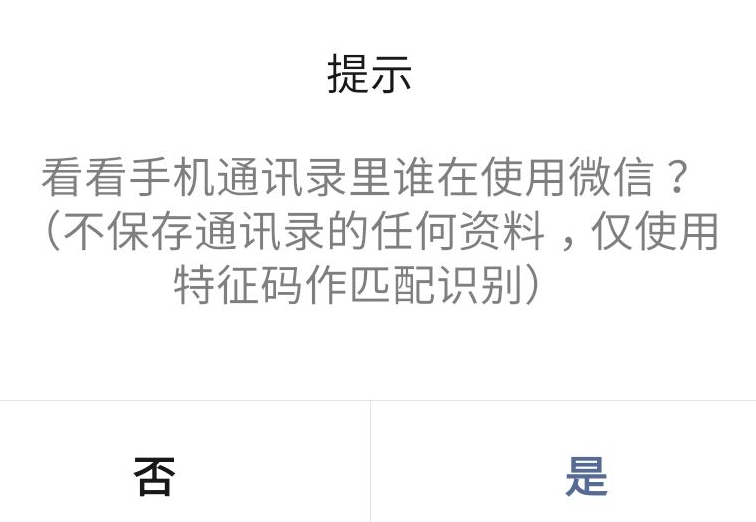 提示
看看手机通讯录里谁在使用微信？
（不保存通讯录的任何资料，仅使用
特征码作匹配识别）
否
是